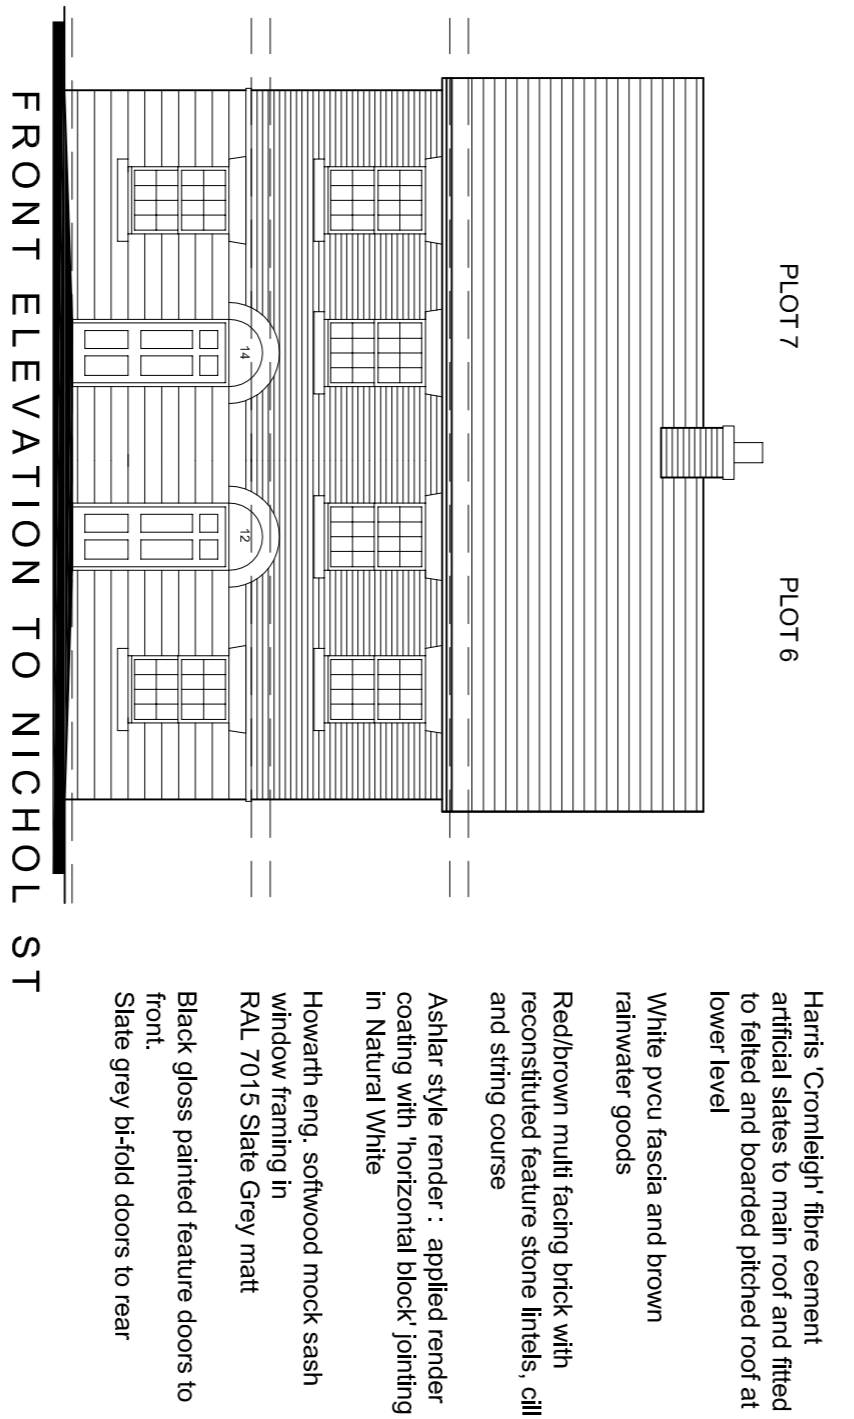 PLOT 7
PLOT 6
14
12
FRONT ELEVATION TO NICHOL ST
Harris 'Cromleigh' fibre cement
artificial slates to main roof and fitted
to felted and boarded pitched roof at
lower level
White pvcu fascia and brown
rainwater goods
Red/brown multi facing brick with
reconstituted feature stone lintels, cill
and string course
Ashlar style render : applied render
coating with 'horizontal block' jointing
in Natural White
Howarth eng. softwood mock sash
window framing in
RAL 7015 Slate Grey matt
Black gloss painted feature doors to
front.
Slate grey bi-fold doors to rear